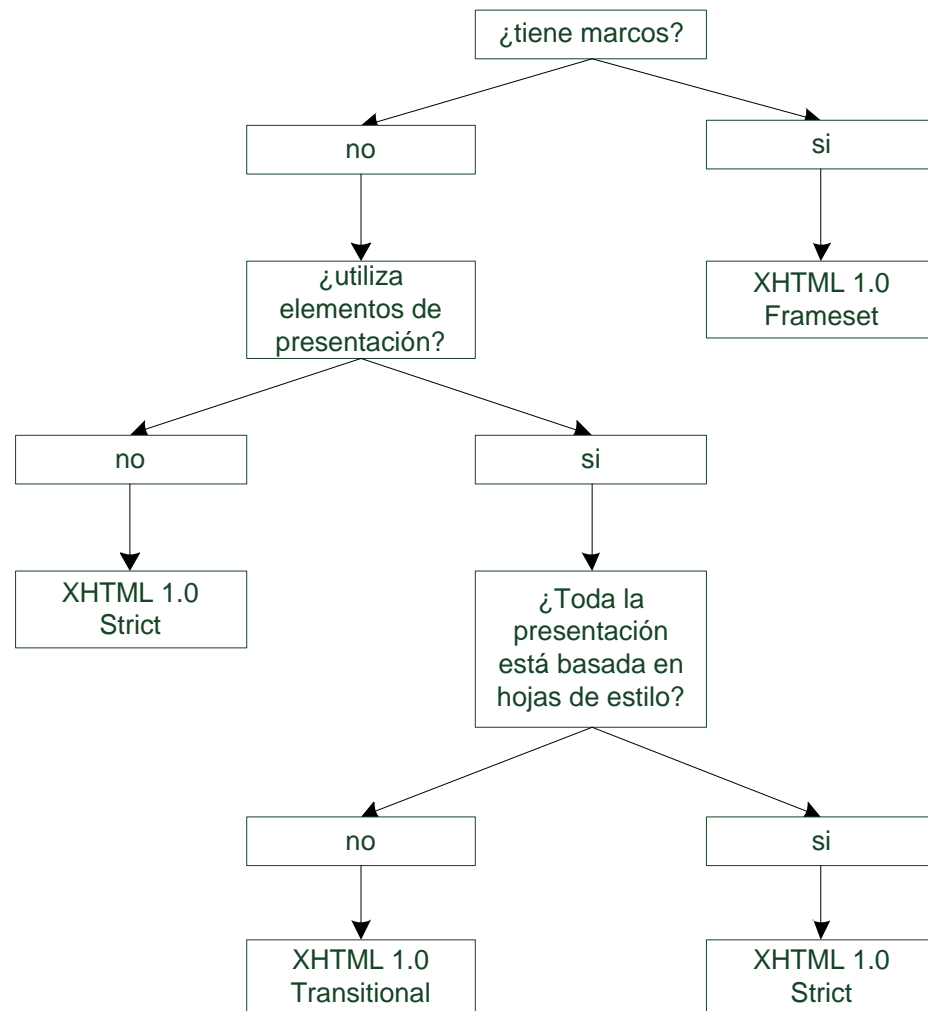 ¿tiene marcos?
no
si
¿utiliza
elementos de
presentación?
XHTML 1.0
Frameset
no
si
XHTML 1.0
Strict
¿Toda la
presentación
está basada en
hojas de estilo?
no
si
XHTML 1.0
Transitional
XHTML 1.0
Strict